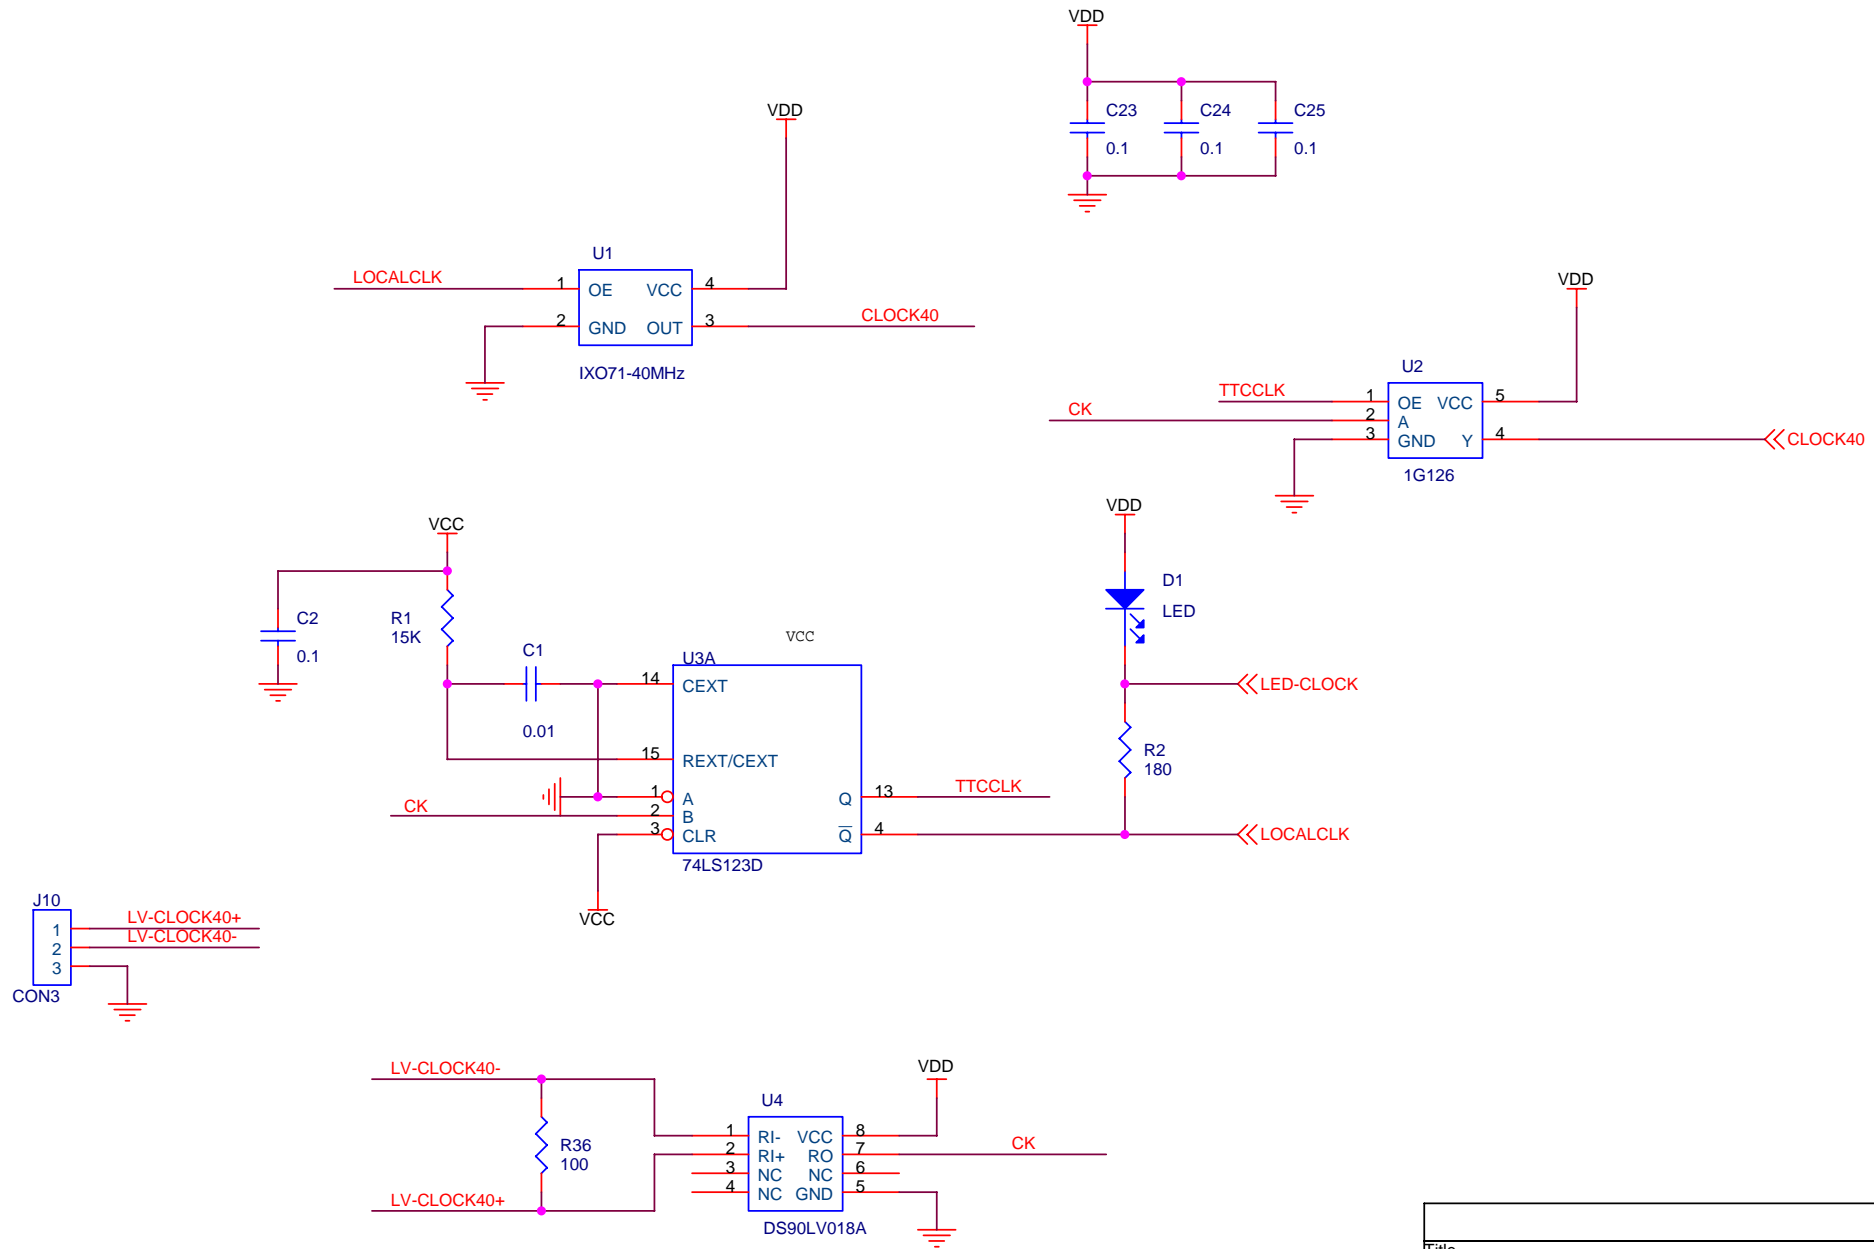 VDD
C23
0.1
C24
0.1
C25
0.1
VDD
U1
LOCALCLK
1 OE VCC 4
2 GND OUT 3
CLOCK40
IXO71-40MHz
VDD
U2
TTCCLK
CK
1 OE VCC 5
2 A
3 GND Y 4
CLOCK40
1G126
VCC
C2
0.1
R1
15K
C1
0.01
VCC
U3A
14 CEXT
15 REXT/CEXT
1 A Q 13
TTCCLK
CK
2 B
3 CLR Q 4
74LS123D
VCC
VDD
D1
LED
LED-CLOCK
R2
180
LOCALCLK
J10
1 LV-CLOCK40+
2 LV-CLOCK40-
3
CON3
LV-CLOCK40-
R36
100
LV-CLOCK40+
VDD
U4
1 RI- VCC 8
2 RI+ RO 7
CK
3 NC NC 6
4 NC GND 5
DS90LV018A
Title